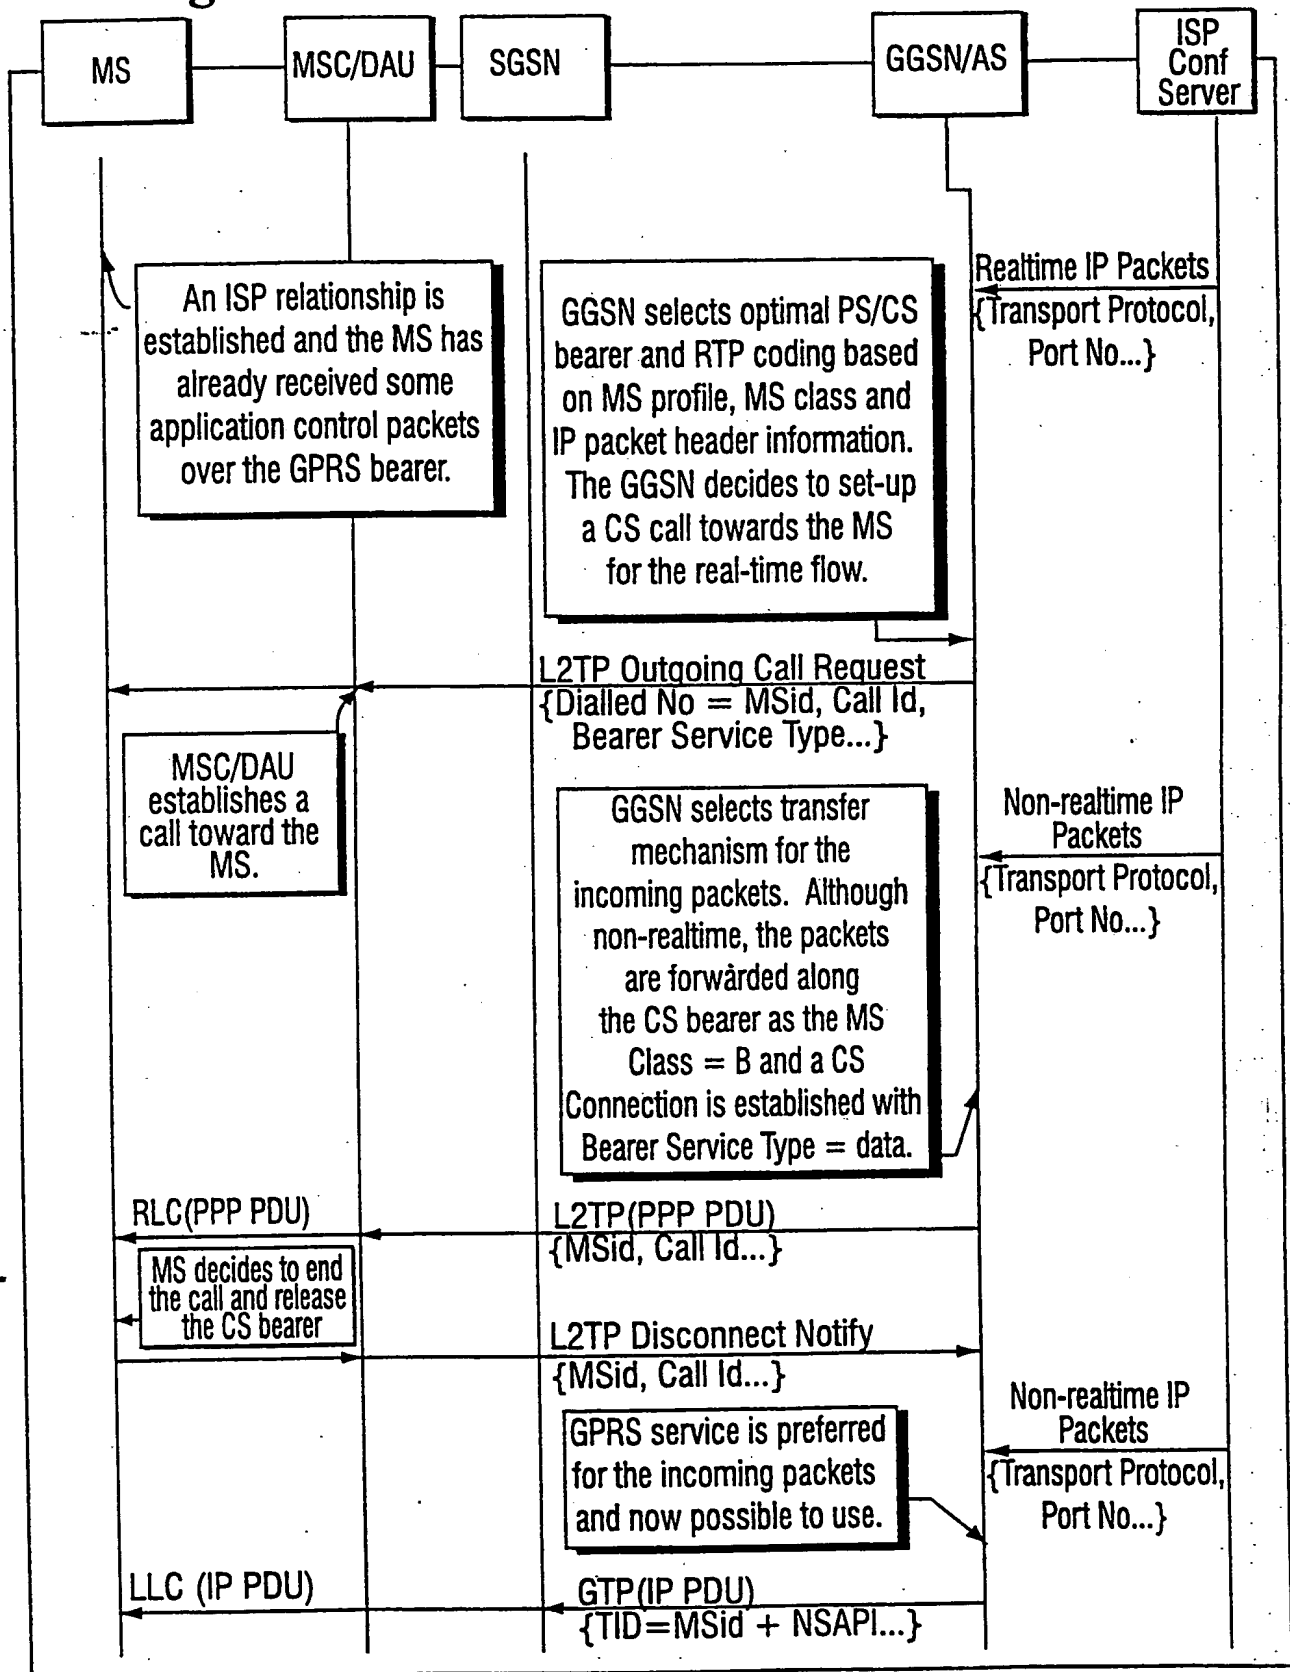 MS
MSC/DAU
SGSN
GGSN/AS
ISP
Conf
Server
An ISP relationship is
established and the MS has
already received some
application control packets
over the GPRS bearer.
GGSN selects optimal PS/CS
bearer and RTP coding based
on MS profile, MS class and
IP packet header information.
The GGSN decides to set-up
a CS call towards the MS
for the real-time flow.
Realtime IP Packets
{Transport Protocol,
Port No...}
L2TP Outgoing Call Request
{Dialled No = MSid, Call Id,
Bearer Service Type...}
MSC/DAU
establishes a
call toward the
MS.
GGSN selects transfer
mechanism for the
incoming packets. Although
non-realtime, the packets
are forwarded along
the CS bearer as the MS
Class = B and a CS
Connection is established with
Bearer Service Type = data.
Non-realtime IP
Packets
{Transport Protocol,
Port No...}
RLC(PPP PDU)
L2TP(PPP PDU)
{MSid, Call Id...}
MS decides to end
the call and release
the CS bearer
L2TP Disconnect Notify
{MSid, Call Id...}
GPRS service is preferred
for the incoming packets
and now possible to use.
Non-realtime IP
Packets
{Transport Protocol,
Port No...}
LLC (IP PDU)
GTP(IP PDU)
{TID=MSid + NSAPI...}